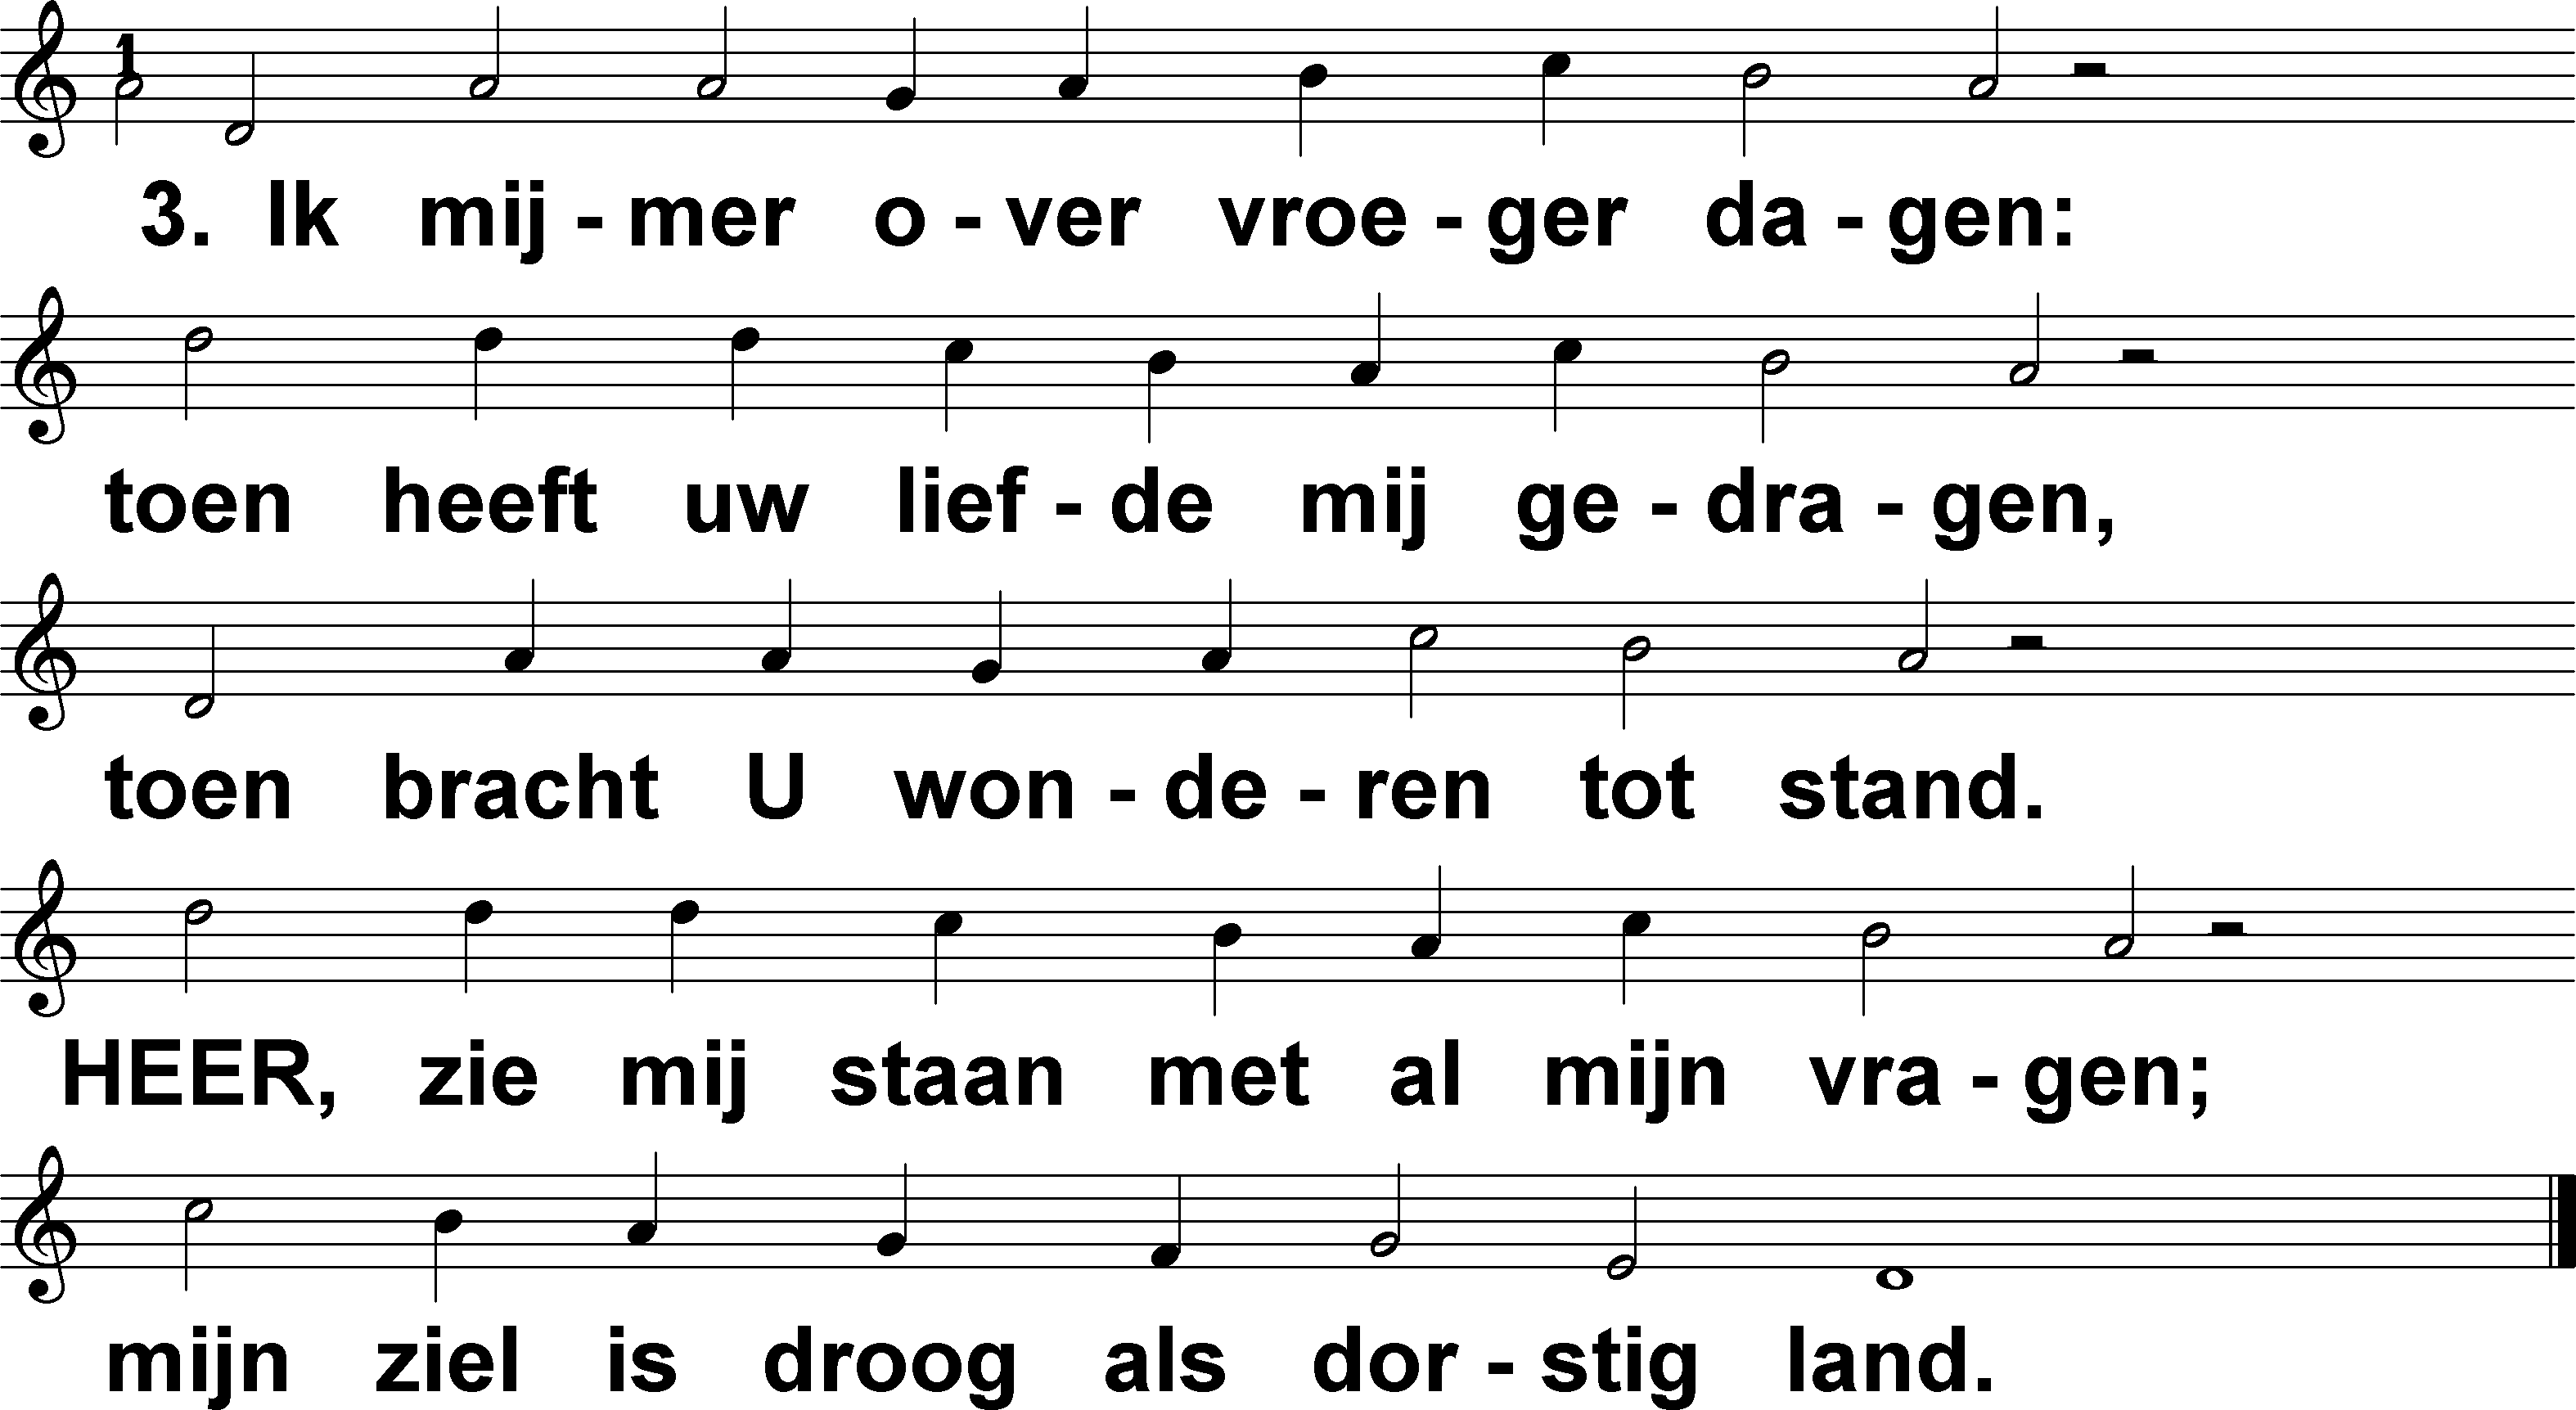 1
3. Ik mij - mer o - ver vroe - ger da - gen:
toen heeft uw lief - de mij ge - dra - gen,
toen bracht U won - de - ren tot stand.
HEER, zie mij staan met al mijn vra - gen;
mijn ziel is droog als dor - stig land.